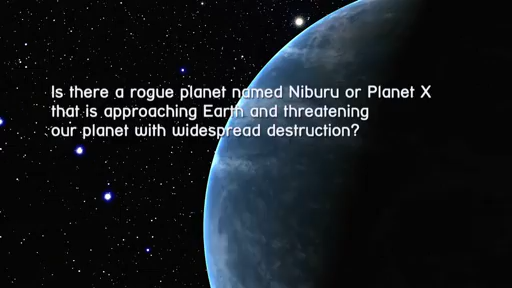 Is there a rogue planet named Niburu or Planet X
that is approaching Earth and threatening
our planet with widespread destruction?